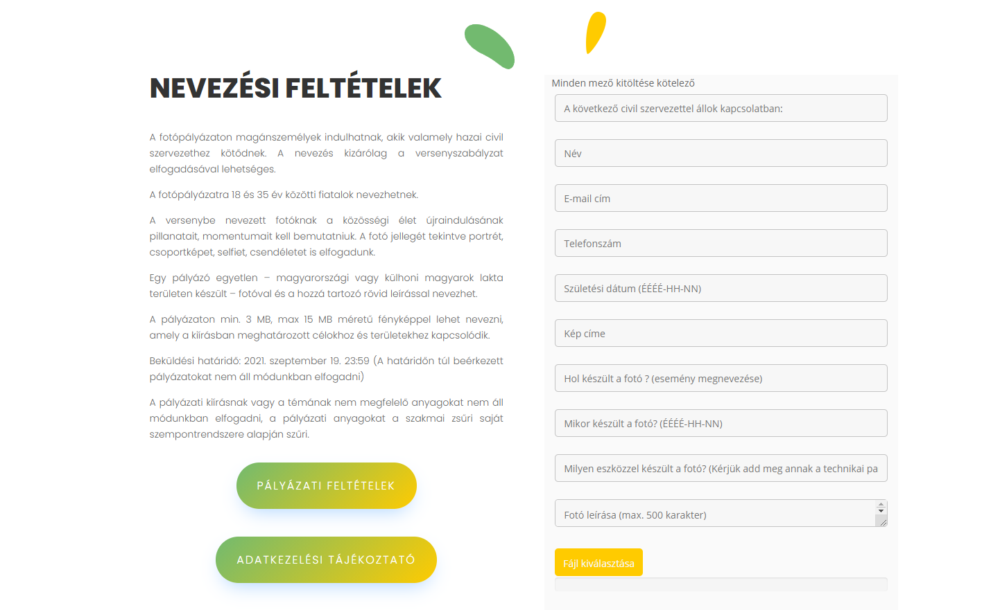 NEVEZÉSI FELTÉTELEK
A fotópályázaton magánszemélyek indulhatnak, akik valamely hazai civil
szervezethez kötődnek. A nevezés kizárólag a versenyszabályzat
elfogadásával lehetséges.
A fotópályázatra 18 és 35 év közötti fiatalok nevezhetnek.
A versenybe nevezett fotóknak a közösségi élet újraindulásának
pillanatait, momentumait kell bemutatniuk. A fotó jellegét tekintve portrét,
csoportképet, selfiet, csendéletet is elfogadunk.
Egy pályázó egyetlen – magyarországi vagy külhoni magyarok lakta
területen készült – fotóval és a hozzá tartozó rövid leírással nevezhet.
A pályázaton min. 3 MB, max 15 MB méretű fényképpel lehet nevezni,
amely a kiírásban meghatározott célokhoz és területekhez kapcsolódik.
Beküldési határidő: 2021. szeptember 19. 23:59 (A határidőn túl beérkezett
pályázatokat nem áll módunkban elfogadni)
A pályázati kiírásnak vagy a témának nem megfelelő anyagokat nem áll
módunkban elfogadni, a pályázati anyagokat a szakmai zsűri saját
szempontrendszere alapján szűri.
PÁLYÁZATI FELTÉTELEK
ADATKEZELÉSI TÁJÉKOZTATÓ
Minden mező kitöltése kötelező
A következő civil szervezettel állok kapcsolatban:
Név
E-mail cím
Telefonszám
Születési dátum (ÉÉÉÉ-HH-NN)
Kép címe
Hol készült a fotó ? (esemény megnevezése)
Mikor készült a fotó? (ÉÉÉÉ-HH-NN)
Milyen eszközzel készült a fotó? (Kérjük add meg annak a technikai pa
Fotó leírása (max. 500 karakter)
Fájl kiválasztása